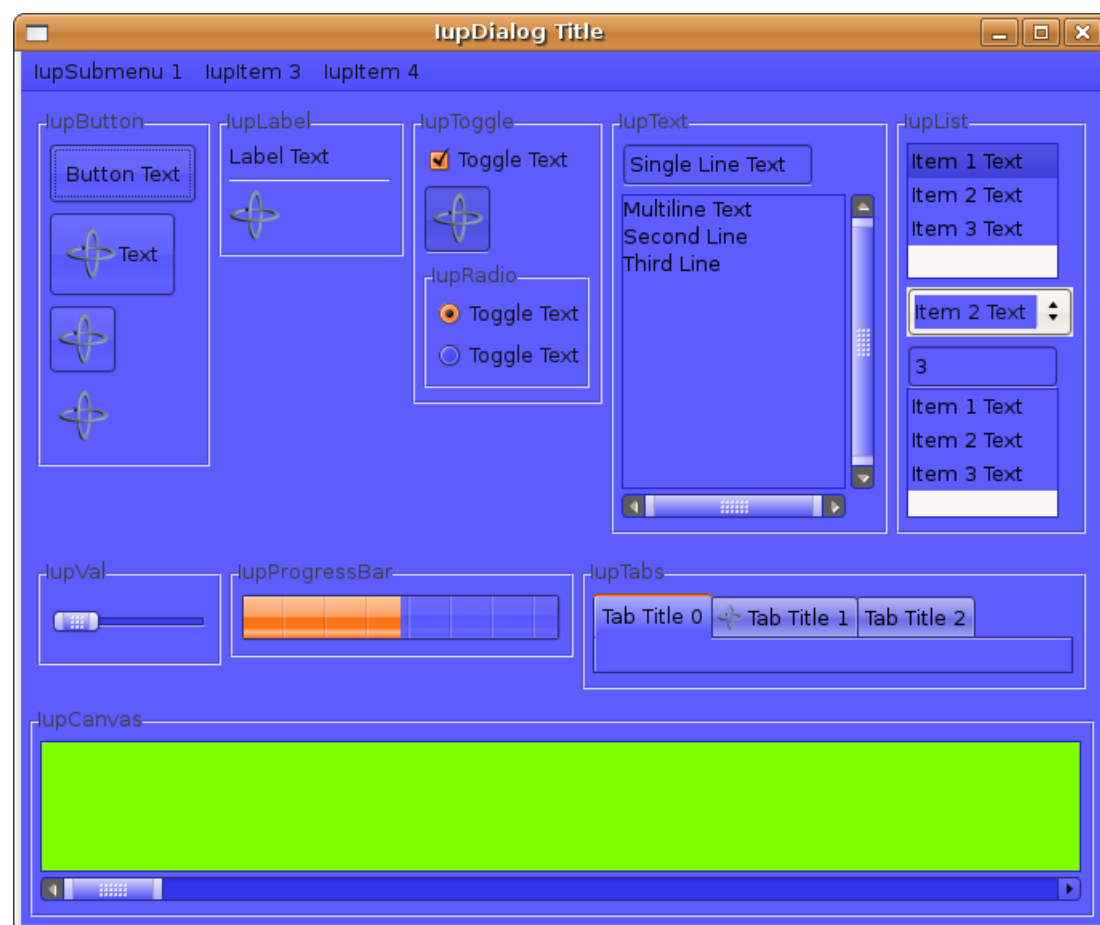 IupDialog Title
IupSubmenu 1 IupItem 3 IupItem 4
IupButton
Button Text
Text
IupLabel
Label Text
IupToggle
Toggle Text
IupRadio
Toggle Text
Toggle Text
IupText
Single Line Text
Multiline Text
Second Line
Third Line
IupList
Item 1 Text
Item 2 Text
Item 3 Text
Item 2 Text
3
Item 1 Text
Item 2 Text
Item 3 Text
IupVal
IupProgressBar
IupTabs
Tab Title 0 Tab Title 1 Tab Title 2
IupCanvas